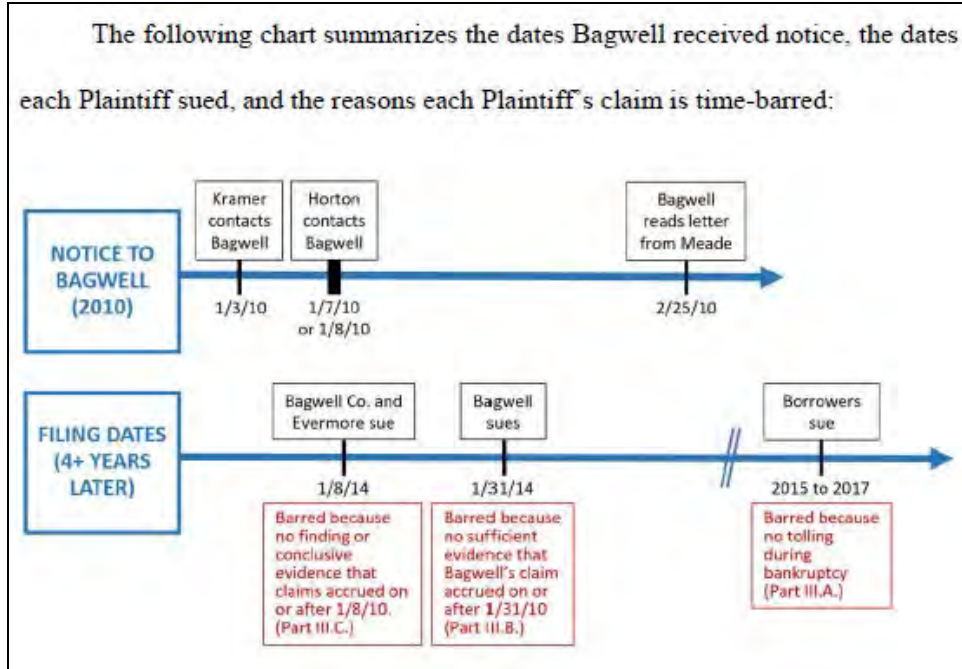 The following chart summarizes the dates Bagwell received notice, the dates
each Plaintiff sued, and the reasons each Plaintiff's claim is time-barred:
NOTICE TO
BAGWELL
(2010)
Kramer
contacts
Bagwell
1/3/10
Horton
contacts
Bagwell
1/7/10
or 1/8/10
Bagwell
reads letter
from Meade
2/25/10
FILING DATES
(4+ YEARS
LATER)
Bagwell Co. and
Evermore sue
1/8/14
Barred because
no finding or
conclusive
evidence that
claims accrued on
or after 1/8/10.
(Part III.C.)
Bagwell
sues
1/31/14
Barred because
no sufficient
evidence that
Bagwell's claim
accrued on or
after 1/31/10
(Part III.B.)
Borrowers
sue
2015 to 2017
Barred because
no tolling
during
bankruptcy
(Part III.A.)